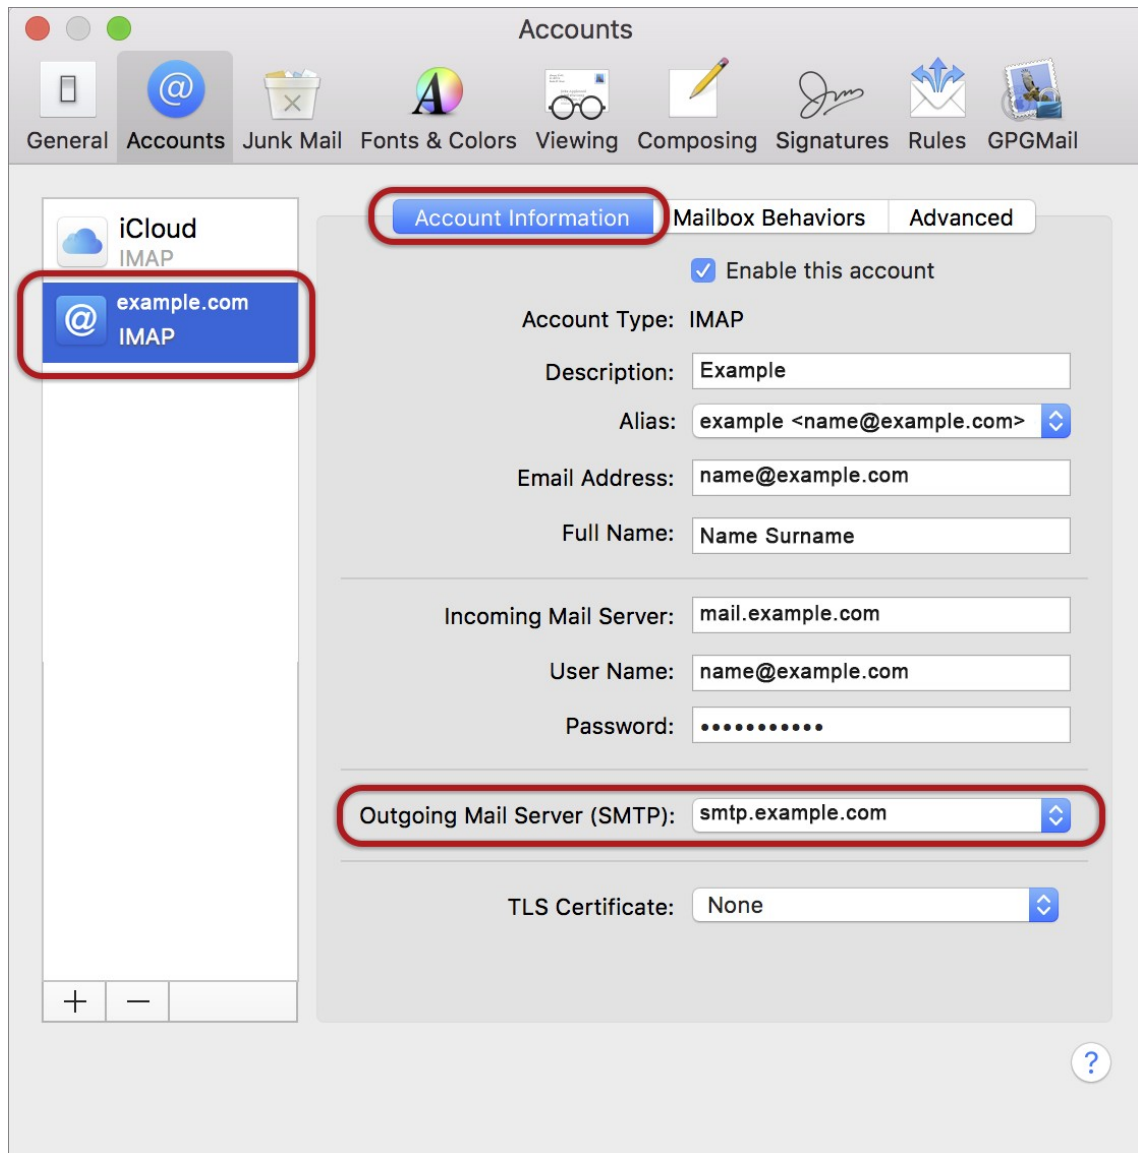 Accounts
General Accounts Junk Mail Fonts & Colors Viewing Composing Signatures Rules GPGMail
iCloud
IMAP
example.com
IMAP
Account Information Mailbox Behaviors Advanced
Enable this account
Account Type: IMAP
Description: Example
Alias: example <name@example.com>
Email Address: name@example.com
Full Name: Name Surname
Incoming Mail Server: mail.example.com
User Name: name@example.com
Password: •••••••••••
Outgoing Mail Server (SMTP): smtp.example.com
TLS Certificate: None
+ −
?